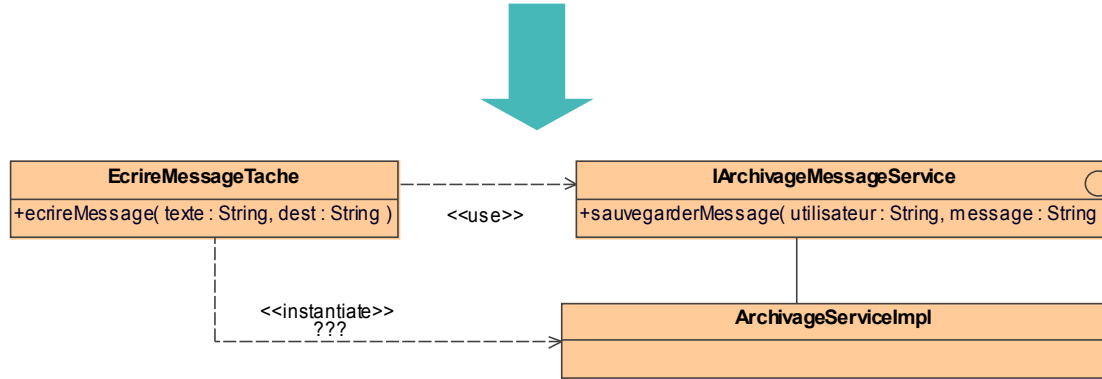 EcrireMessageTache
+ecrireMessage( texte : String, dest : String )
<<use>>
IArchivageMessageService
+sauvegarderMessage( utilisateur : String, message : String
<<instantiate>>
???
ArchivageServiceImpl